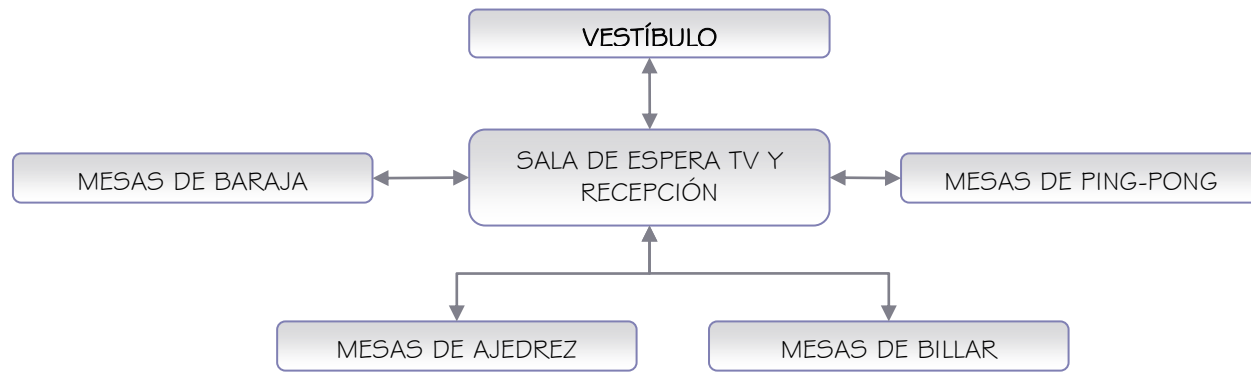 VESTÍBULO
SALA DE ESPERA TV Y
RECEPCIÓN
MESAS DE BARAJA
MESAS DE PING-PONG
MESAS DE AJEDREZ
MESAS DE BILLAR